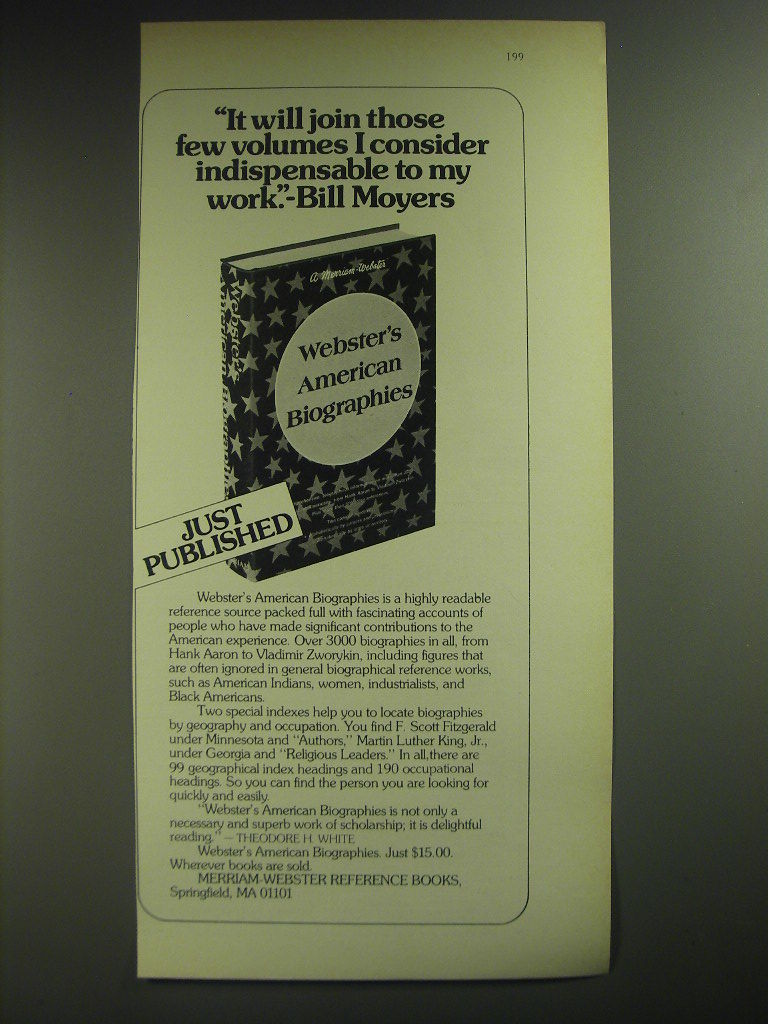 199
“It will join those
few volumes I consider
indispensable to my
work.”-Bill Moyers
A Merriam-Webster
Webster's
American
Biographies
Webster's
American Biographies
JUST
PUBLISHED
Webster's American Biographies is a highly readable
reference source packed full with fascinating accounts of
people who have made significant contributions to the
American experience. Over 3000 biographies in all, from
Hank Aaron to Vladimir Zworykin, including figures that
are often ignored in general biographical reference works,
such as American Indians, women, industrialists, and
Black Americans.
Two special indexes help you to locate biographies
by geography and occupation. You find F. Scott Fitzgerald
under Minnesota and “Authors,” Martin Luther King, Jr.,
under Georgia and “Religious Leaders.” In all,there are
99 geographical index headings and 190 occupational
headings. So you can find the person you are looking for
quickly and easily.
“Webster's American Biographies is not only a
necessary and superb work of scholarship; it is delightful
reading.” – THEODORE H. WHITE
Webster's American Biographies. Just $15.00.
Wherever books are sold.
MERRIAM-WEBSTER REFERENCE BOOKS,
Springfield, MA 01101